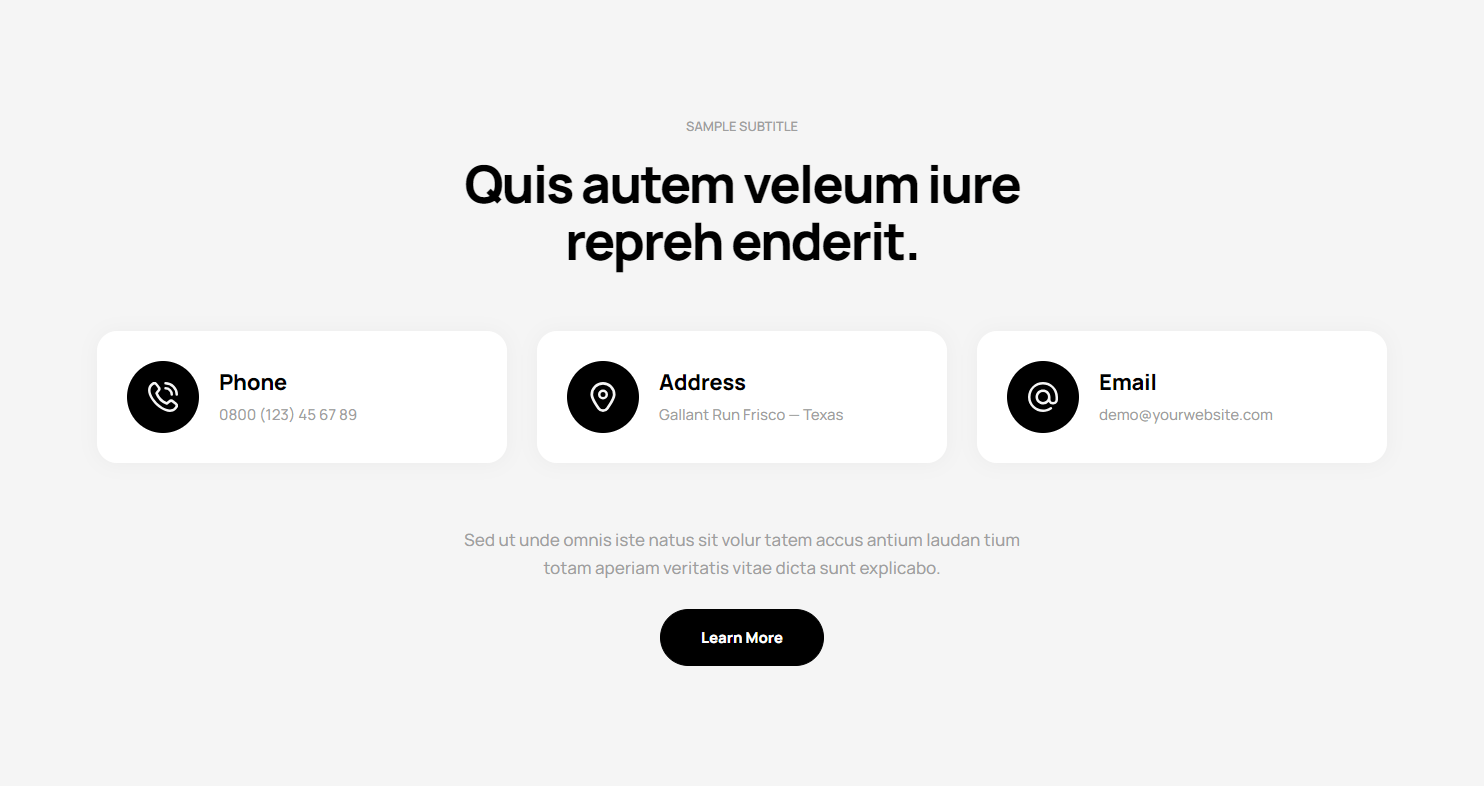 SAMPLE SUBTITLE
Quis autem veleum iure
repreh enderit.
Phone
0800 (123) 45 67 89
Address
Gallant Run Frisco — Texas
Email
demo@yourwebsite.com
Sed ut unde omnis iste natus sit volur tatem accus antium laudan tium
totam aperiam veritatis vitae dicta sunt explicabo.
Learn More